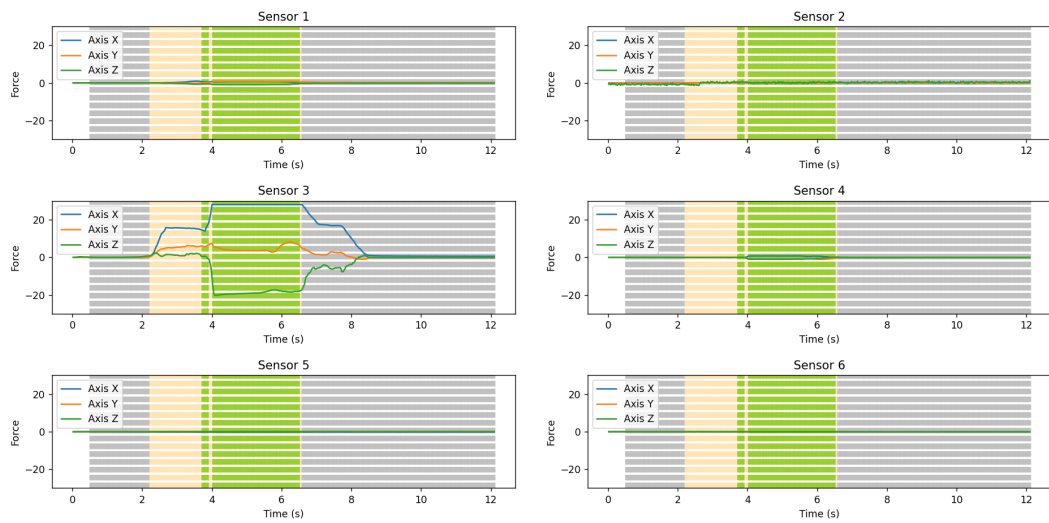 Sensor 1
Force
20
0
−20
Axis X
Axis Y
Axis Z
0 2 4 6 8 10 12
Time (s)
Sensor 2
Force
20
0
−20
Axis X
Axis Y
Axis Z
0 2 4 6 8 10 12
Time (s)
Sensor 3
Force
20
0
−20
Axis X
Axis Y
Axis Z
0 2 4 6 8 10 12
Time (s)
Sensor 4
Force
20
0
−20
Axis X
Axis Y
Axis Z
0 2 4 6 8 10 12
Time (s)
Sensor 5
Force
20
0
−20
Axis X
Axis Y
Axis Z
0 2 4 6 8 10 12
Time (s)
Sensor 6
Force
20
0
−20
Axis X
Axis Y
Axis Z
0 2 4 6 8 10 12
Time (s)